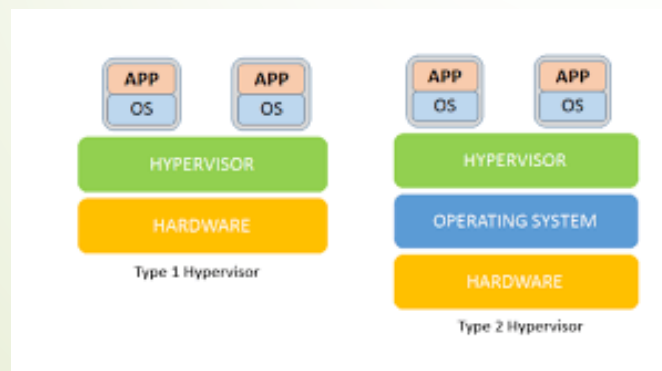 APP
OS
APP
OS
HYPERVISOR
HARDWARE
Type 1 Hypervisor
APP
OS
APP
OS
HYPERVISOR
OPERATING SYSTEM
HARDWARE
Type 2 Hypervisor